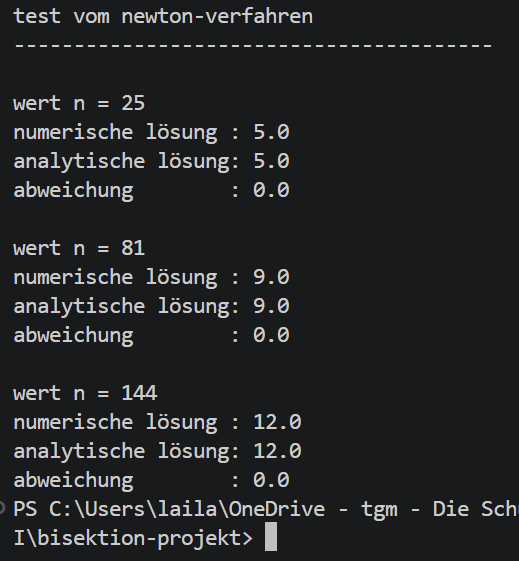 test vom newton-verfahren
----------------------------------------
wert n = 25
numerische lösung : 5.0
analytische lösung: 5.0
abweichung        : 0.0
wert n = 81
numerische lösung : 9.0
analytische lösung: 9.0
abweichung        : 0.0
wert n = 144
numerische lösung : 12.0
analytische lösung: 12.0
abweichung        : 0.0
PS C:\Users\laila\OneDrive - tgm - Die Sch
I\bisektion-projekt>